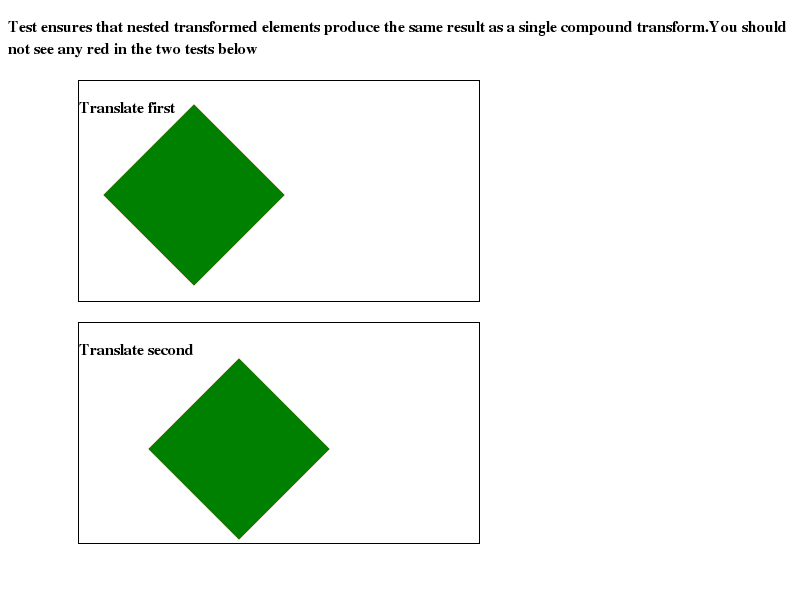 Test ensures that nested transformed elements produce the same result as a single compound transform.You should
not see any red in the two tests below
Translate first
Translate second